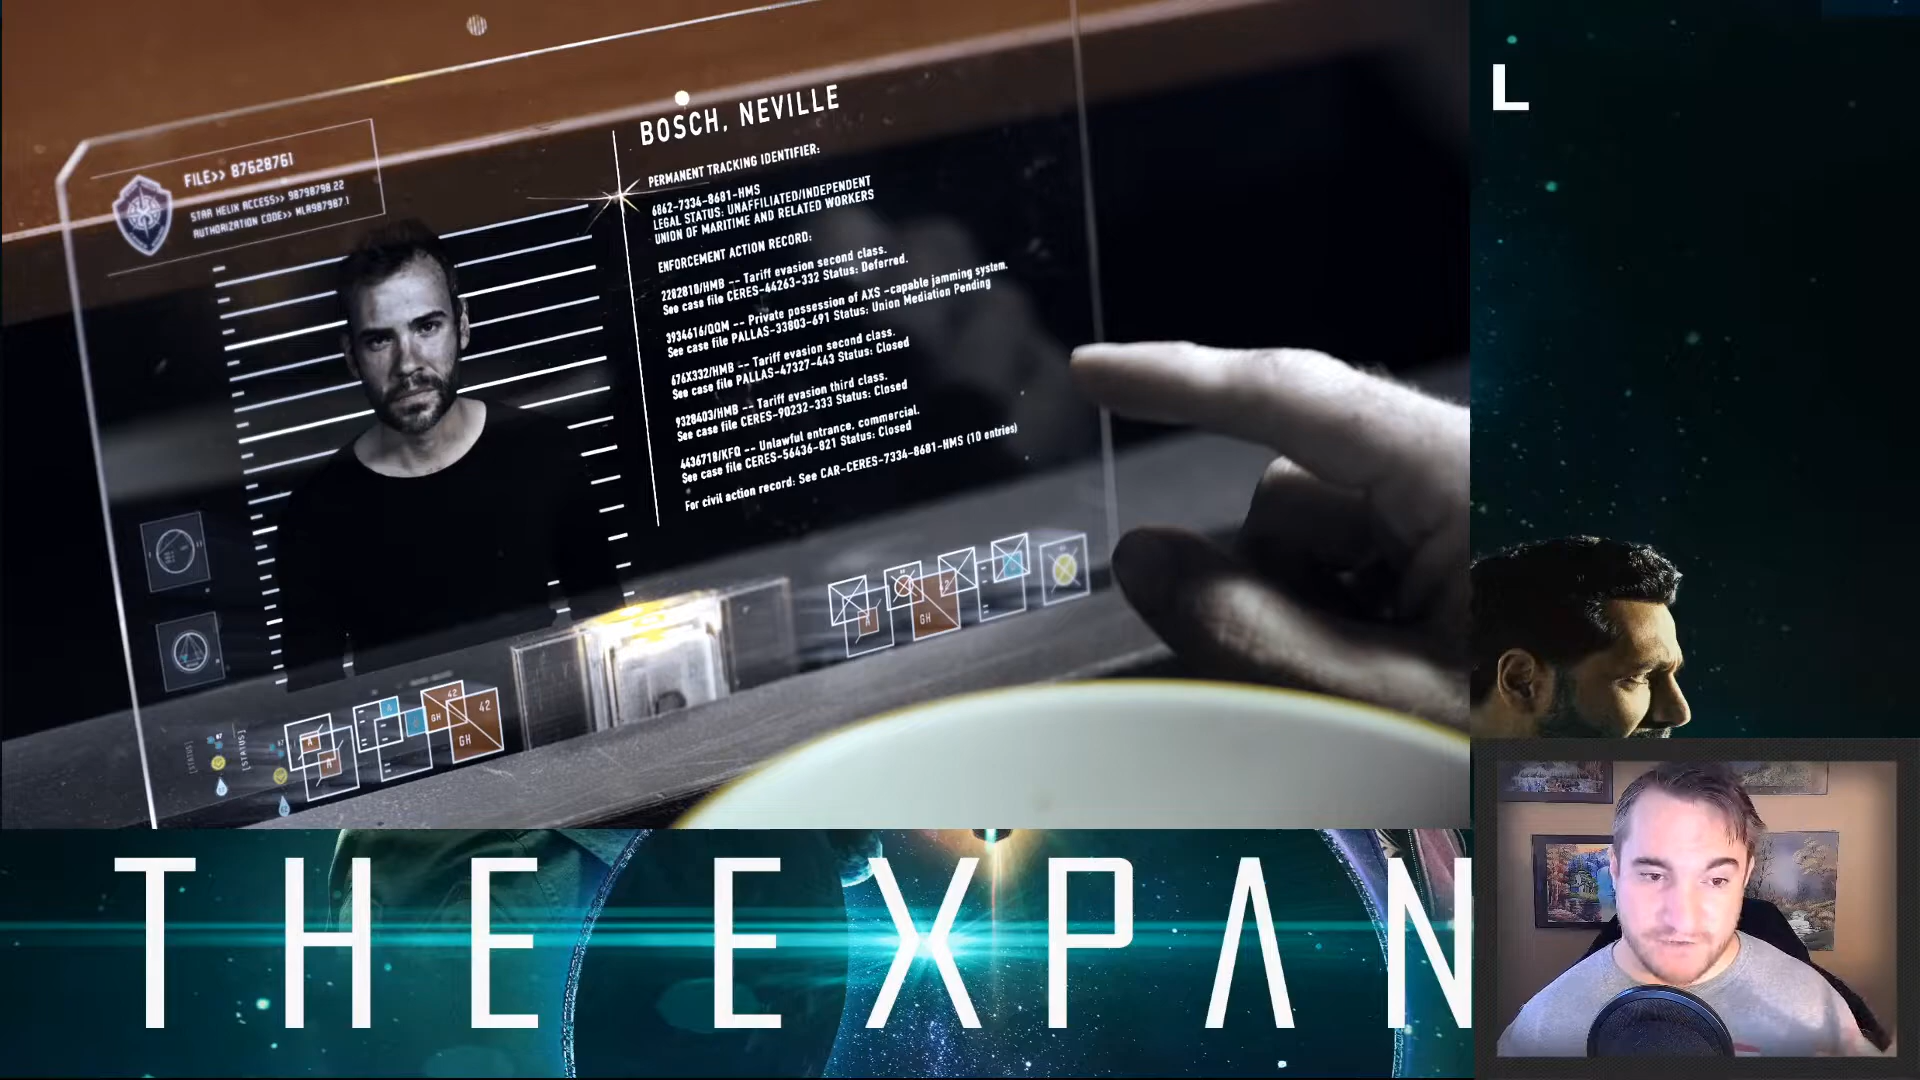 L
BOSCH, NEVILLE
FILE>> 87628761
STAR HELIX ACCESS>> 98798798.22
AUTHORIZATION CODE>> MLA987987.1
PERMANENT TRACKING IDENTIFIER:
6862-7334-8681-HMS
LEGAL STATUS: UNAFFILIATED/INDEPENDENT
UNION OF MARITIME AND RELATED WORKERS
ENFORCEMENT ACTION RECORD:
2282810/HMB -- Tariff evasion second class.
See case file CERES-44263-332 Status: Deferred.
3934616/QQM -- Private possession of AXS -capable jamming system.
See case file PALLAS-33803-691 Status: Union Mediation Pending
676X332/HMB -- Tariff evasion second class.
See case file PALLAS-47327-443 Status: Closed
9328403/HMB -- Tariff evasion third class.
See case file CERES-90232-333 Status: Closed
4436718/KFQ -- Unlawful entrance, commercial.
See case file CERES-56436-821 Status: Closed
For civil action record: See CAR-CERES-7334-8681-HMS (10 entries)
42
GH
A
A
42
GH
42
GH
[STATUS]
THE EXPAN